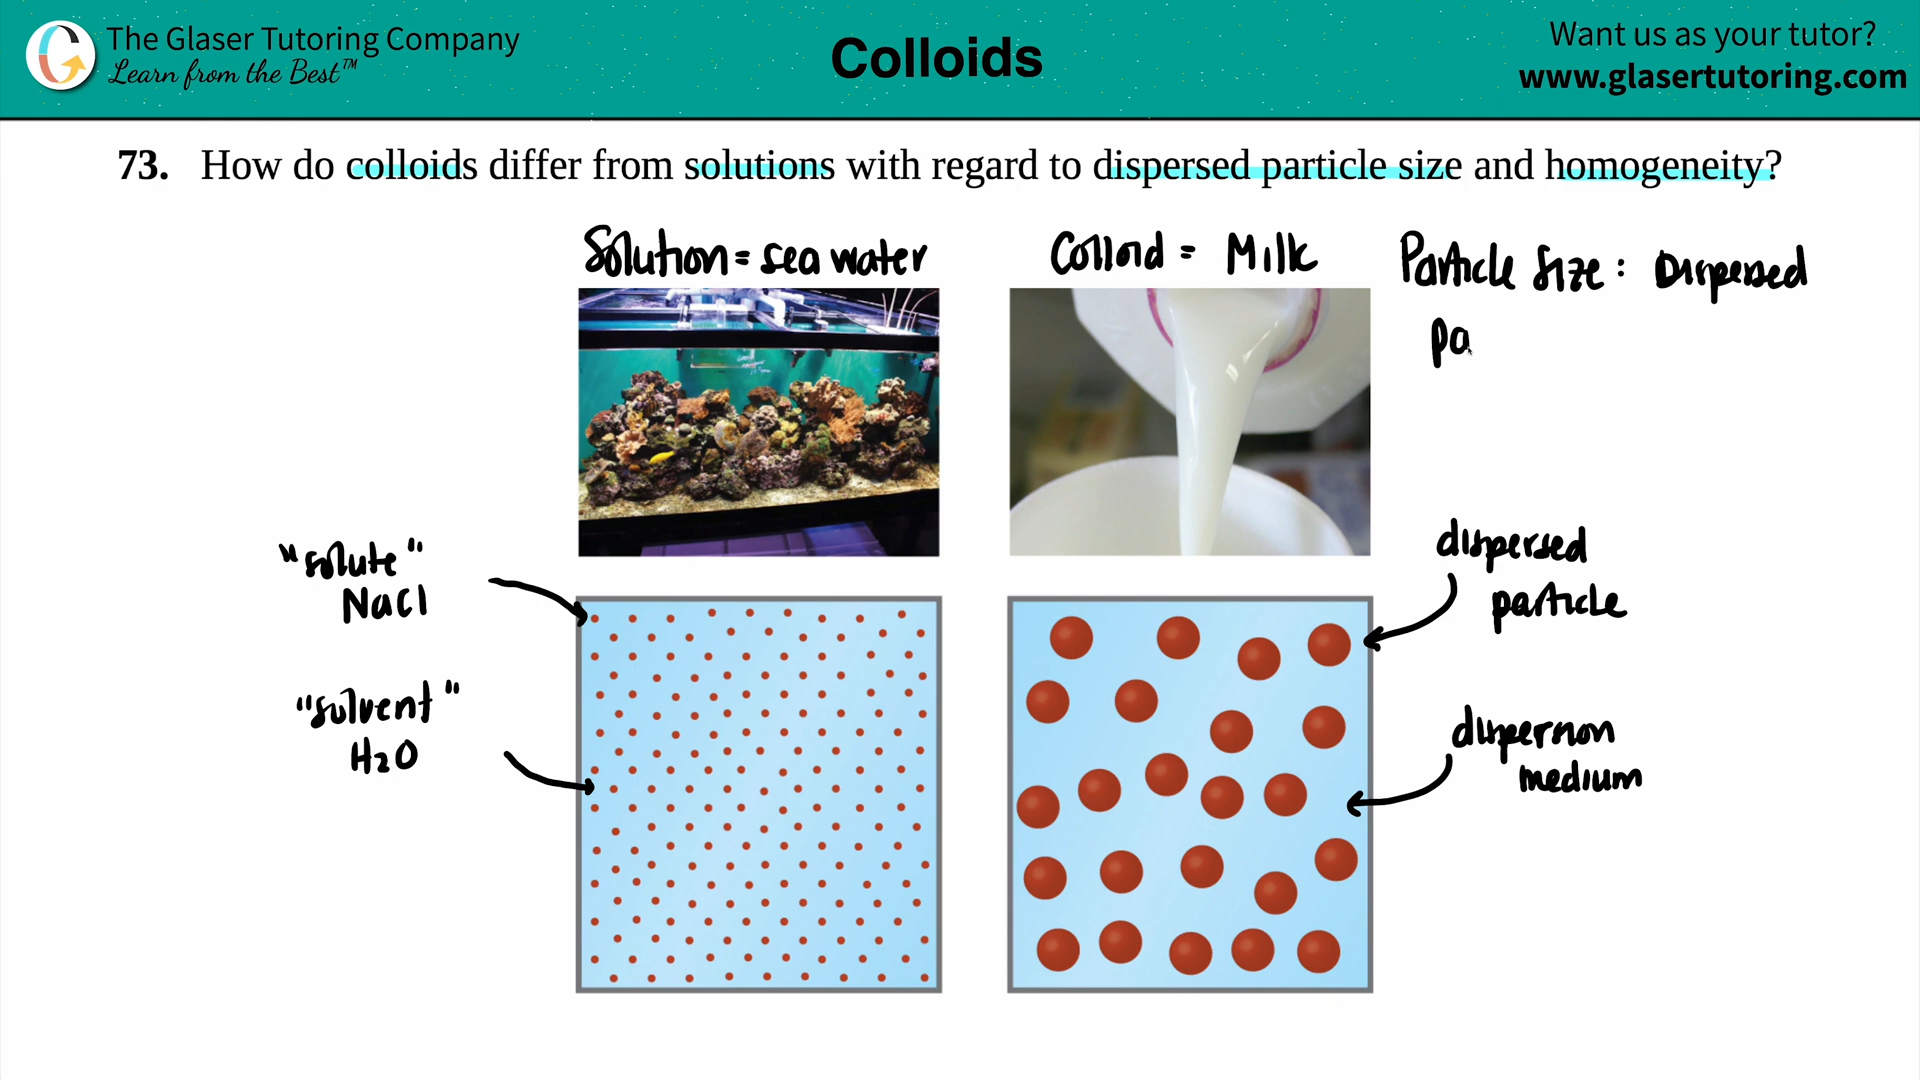 The Glaser Tutoring Company
Learn from the Best™
Colloids
Want us as your tutor?
www.glasertutoring.com
73. How do colloids differ from solutions with regard to dispersed particle size and homogeneity?
Solution = sea water
Colloid = Milk
Particle Size: Dispersed
pa
"solute"
NaCl
"solvent"
H2O
dispersed
particle
dispersion
medium